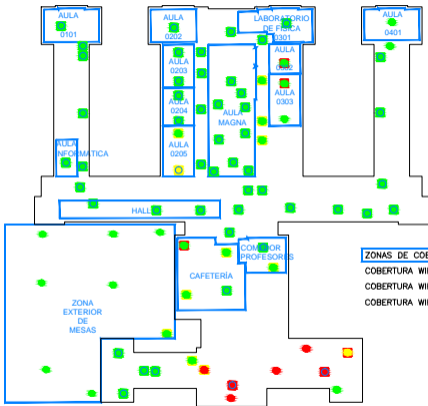 AULA
0101
AULA
0202
LABORATORIO
DE FISICA
0301
AULA
0401
AULA
0203
AULA
0302
AULA
0204
AULA
MAGNA
AULA
0303
AULA
INFORMATICA
AULA
0205
HALL
CAFETERÍA
COMEDOR
PROFESORES
ZONA
EXTERIOR
DE
MESAS
ZONAS DE COB
COBERTURA WI
COBERTURA WI
COBERTURA WI